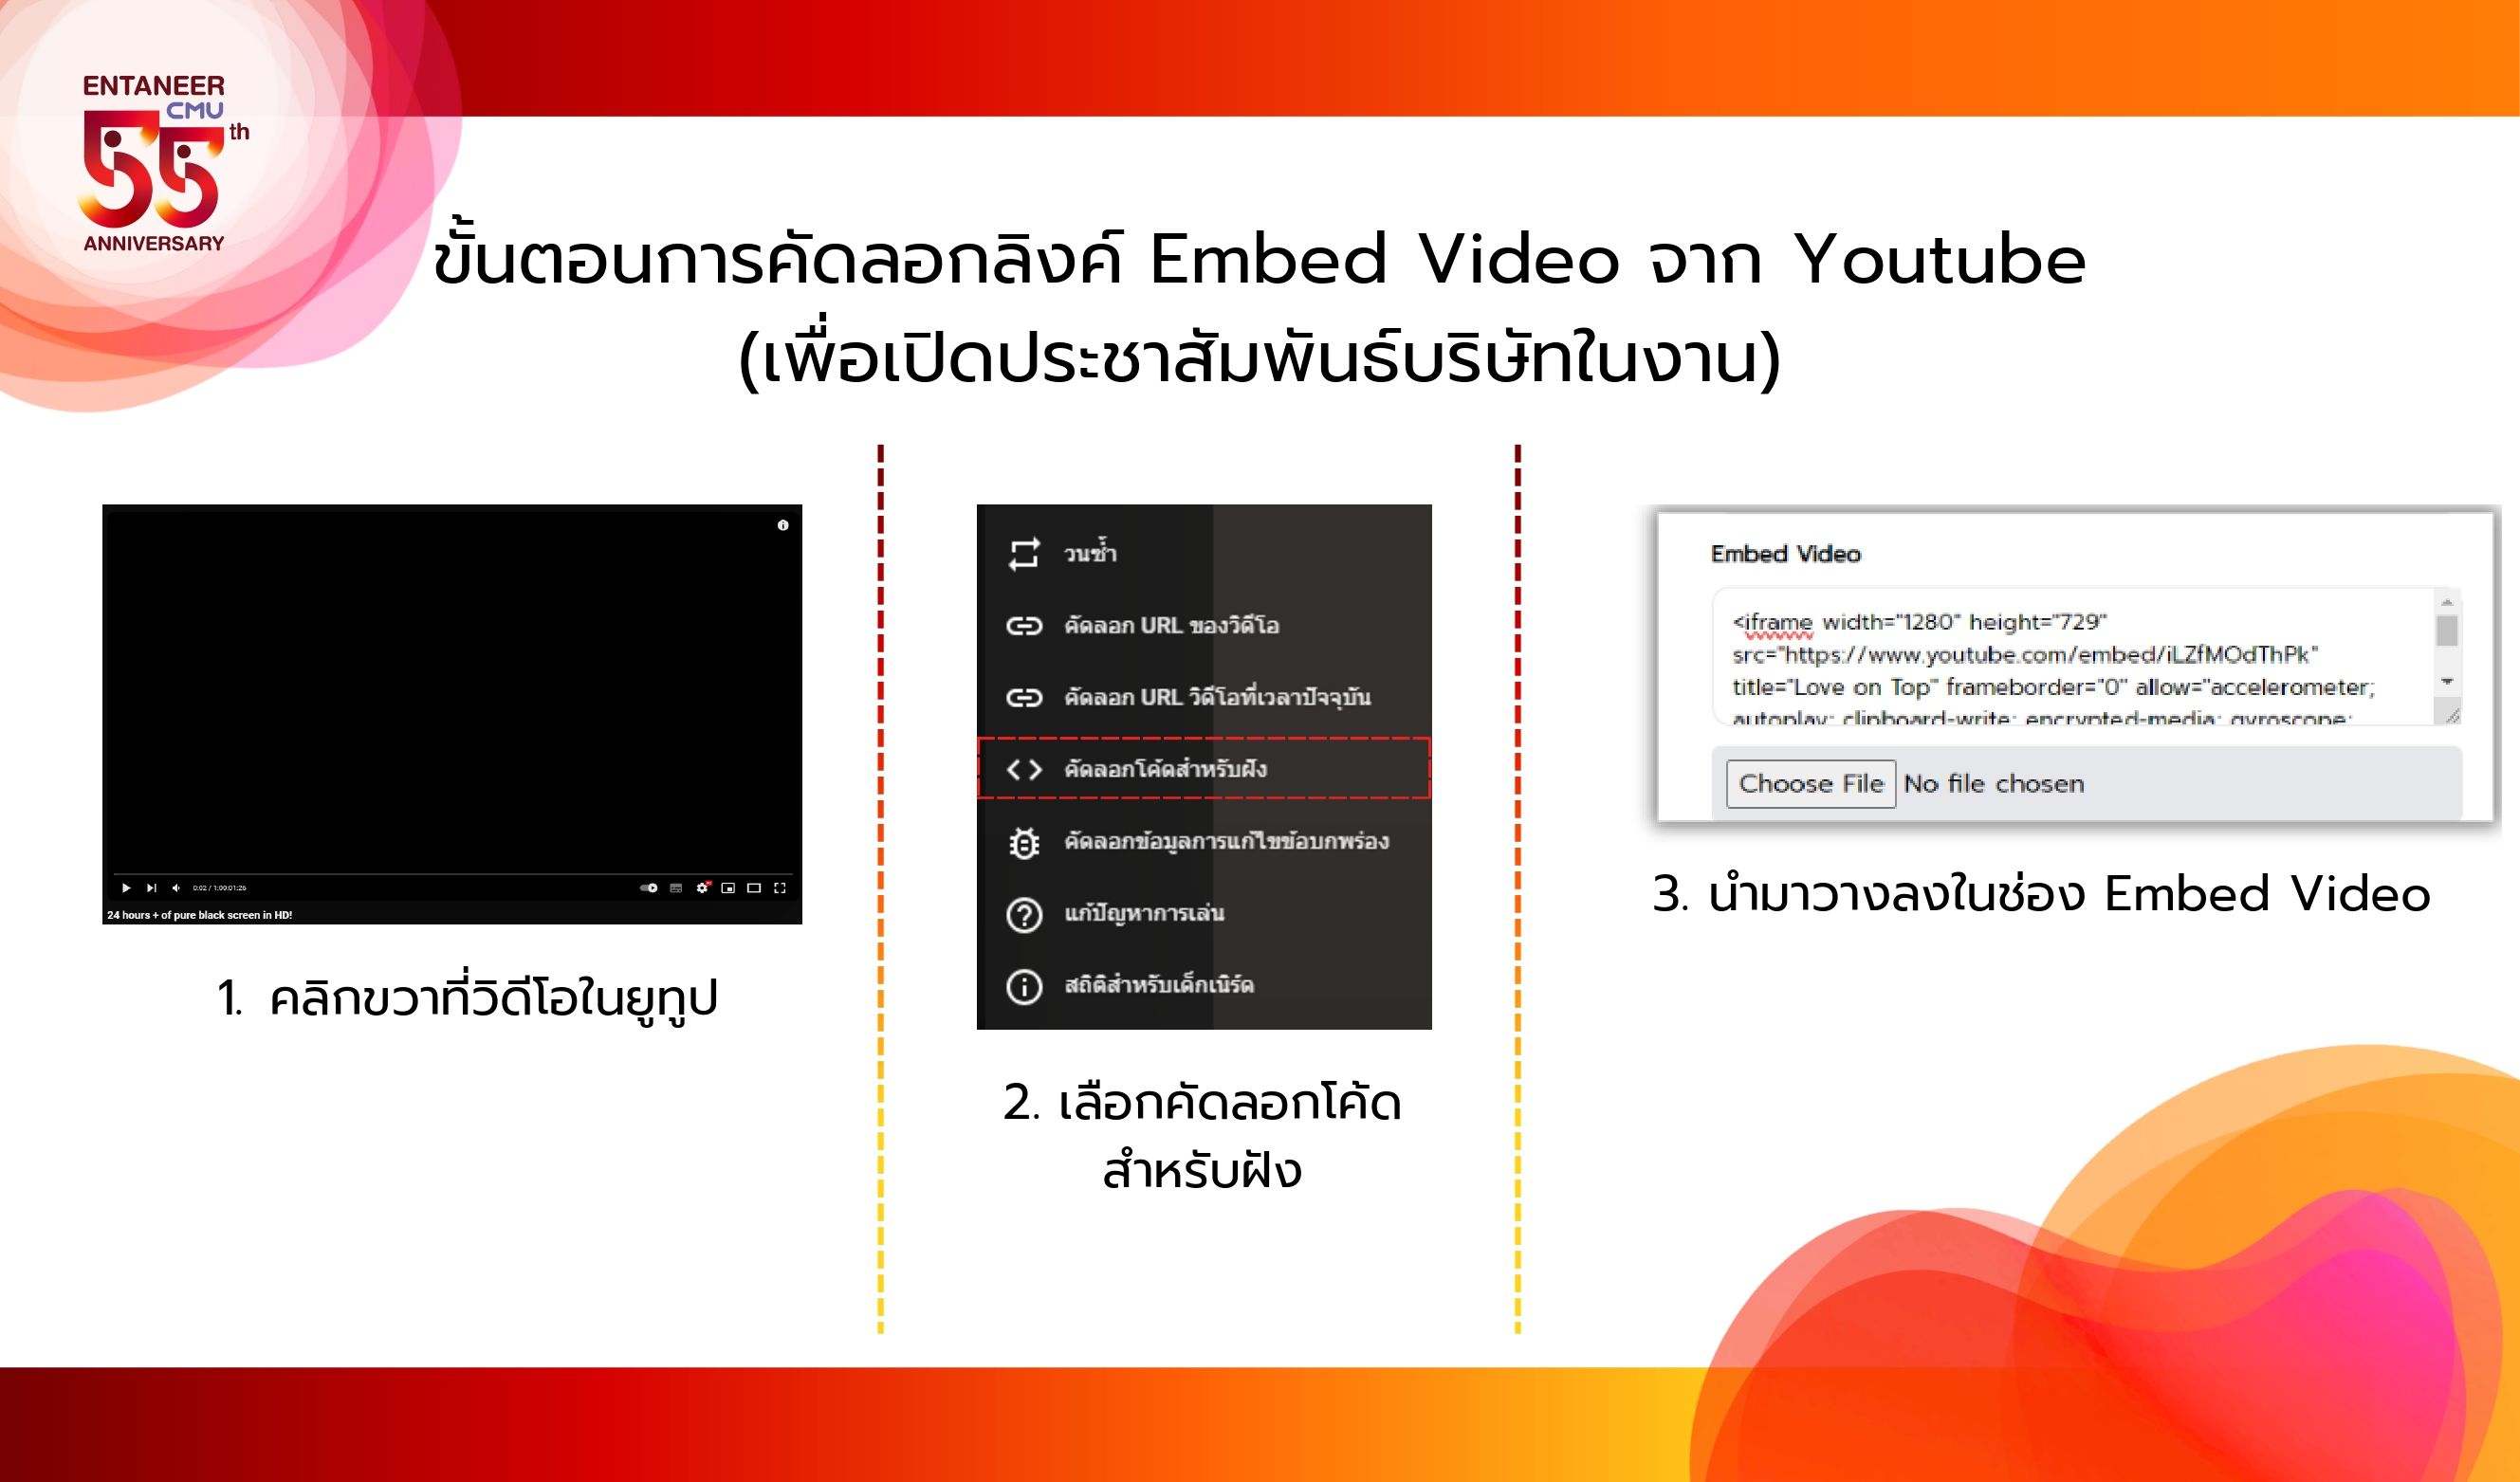 ENTANEER
CMU
55th
ANNIVERSARY
ขั้นตอนการคัดลอกลิงค์ Embed Video จาก Youtube
(เพื่อเปิดประชาสัมพันธ์บริษัทในงาน)
0:02 / 1:00:01:26
24 hours + of pure black screen in HD!
1. คลิกขวาที่วิดีโอในยูทูป
วนซ้ำ
คัดลอก URL ของวิดีโอ
คัดลอก URL วิดีโอที่เวลาปัจจุบัน
คัดลอกโค้ดสำหรับฝัง
คัดลอกข้อมูลการแก้ไขข้อบกพร่อง
แก้ปัญหาการเล่น
สถิติสำหรับเด็กเนิร์ด
2. เลือกคัดลอกโค้ด
สำหรับฝัง
Embed Video
<iframe width="1280" height="729"
src="https://www.youtube.com/embed/iLZfMOdThPk"
title="Love on Top" frameborder="0" allow="accelerometer;
autoplay; clipboard-write; encrypted-media; gyroscope;
Choose File No file chosen
3. นำมาวางลงในช่อง Embed Video